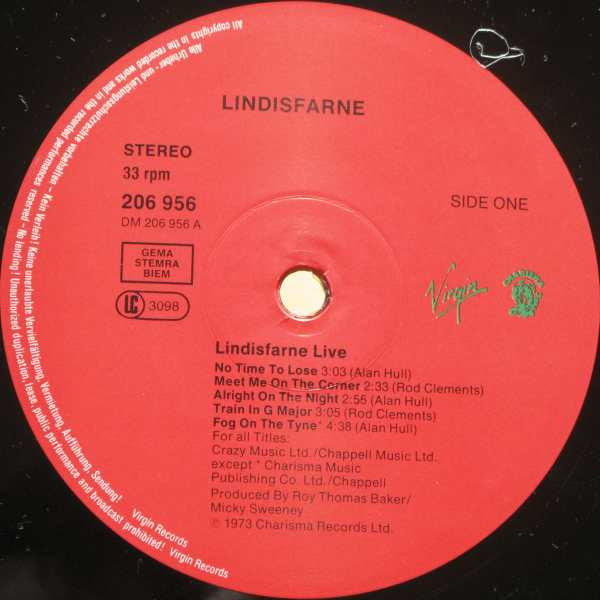 LINDISFARNE
STEREO
33 rpm
206 956
DM 206 956 A
SIDE ONE
GEMA
STEMRA
BIEM
LC 3098
Virgin
CHARISMA
Lindisfarne Live
No Time To Lose 3:03 (Alan Hull)
Meet Me On The Corner 2:33 (Rod Clements)
Alright On The Night 2:56 (Alan Hull)
Train In G Major 3:05 (Rod Clements)
Fog On The Tyne* 4:38 (Alan Hull)
For all Titles:
Crazy Music Ltd./Chappell Music Ltd.
except * Charisma Music
Publishing Co. Ltd./Chappell
Produced By Roy Thomas Baker/
Micky Sweeney
℗ 1973 Charisma Records Ltd.
Alle Urheber- und Leistungsschutzrechte vorbehalten – Kein Verleih! Keine unerlaubte Vervielfältigung, Vermietung, Aufführung, Sendung! Virgin Records
All copyrights in the recorded works and in the recorded performances reserved – No lending! Unauthorized duplication, lease, public performance and broadcast prohibited! Virgin Records